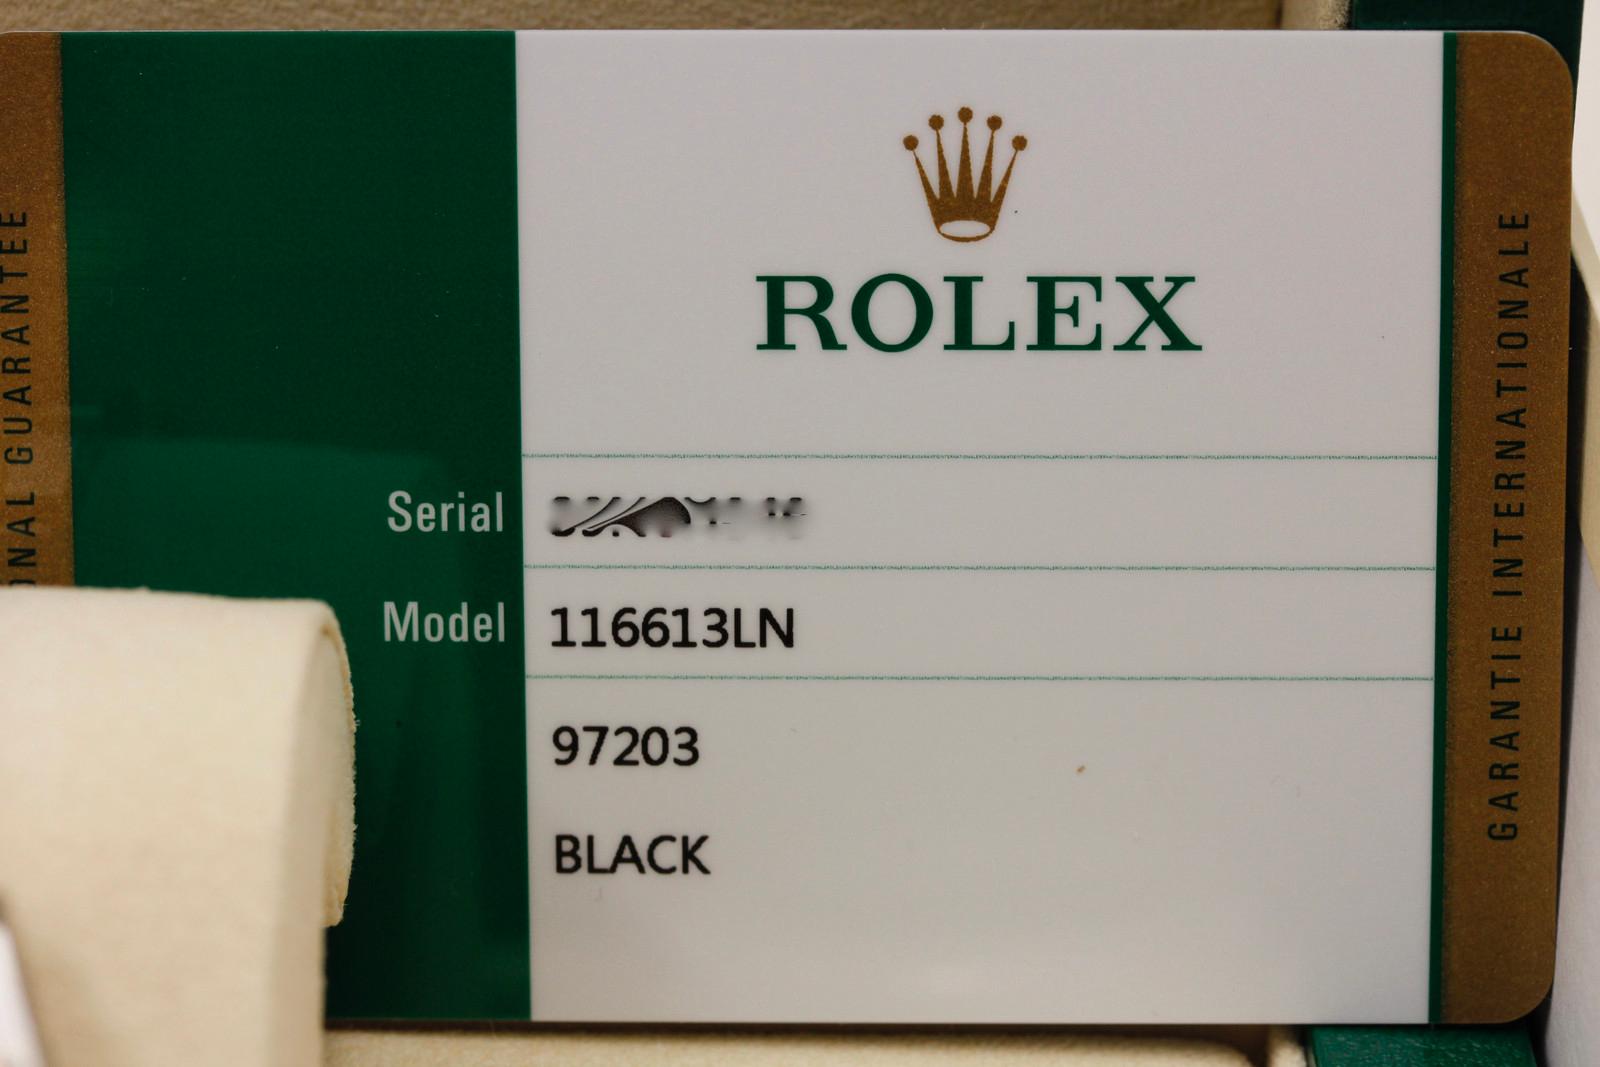 ONAL GUARANTEE
ROLEX
Serial
Model 116613LN
97203
BLACK
GARANTIE INTERNATIONALE